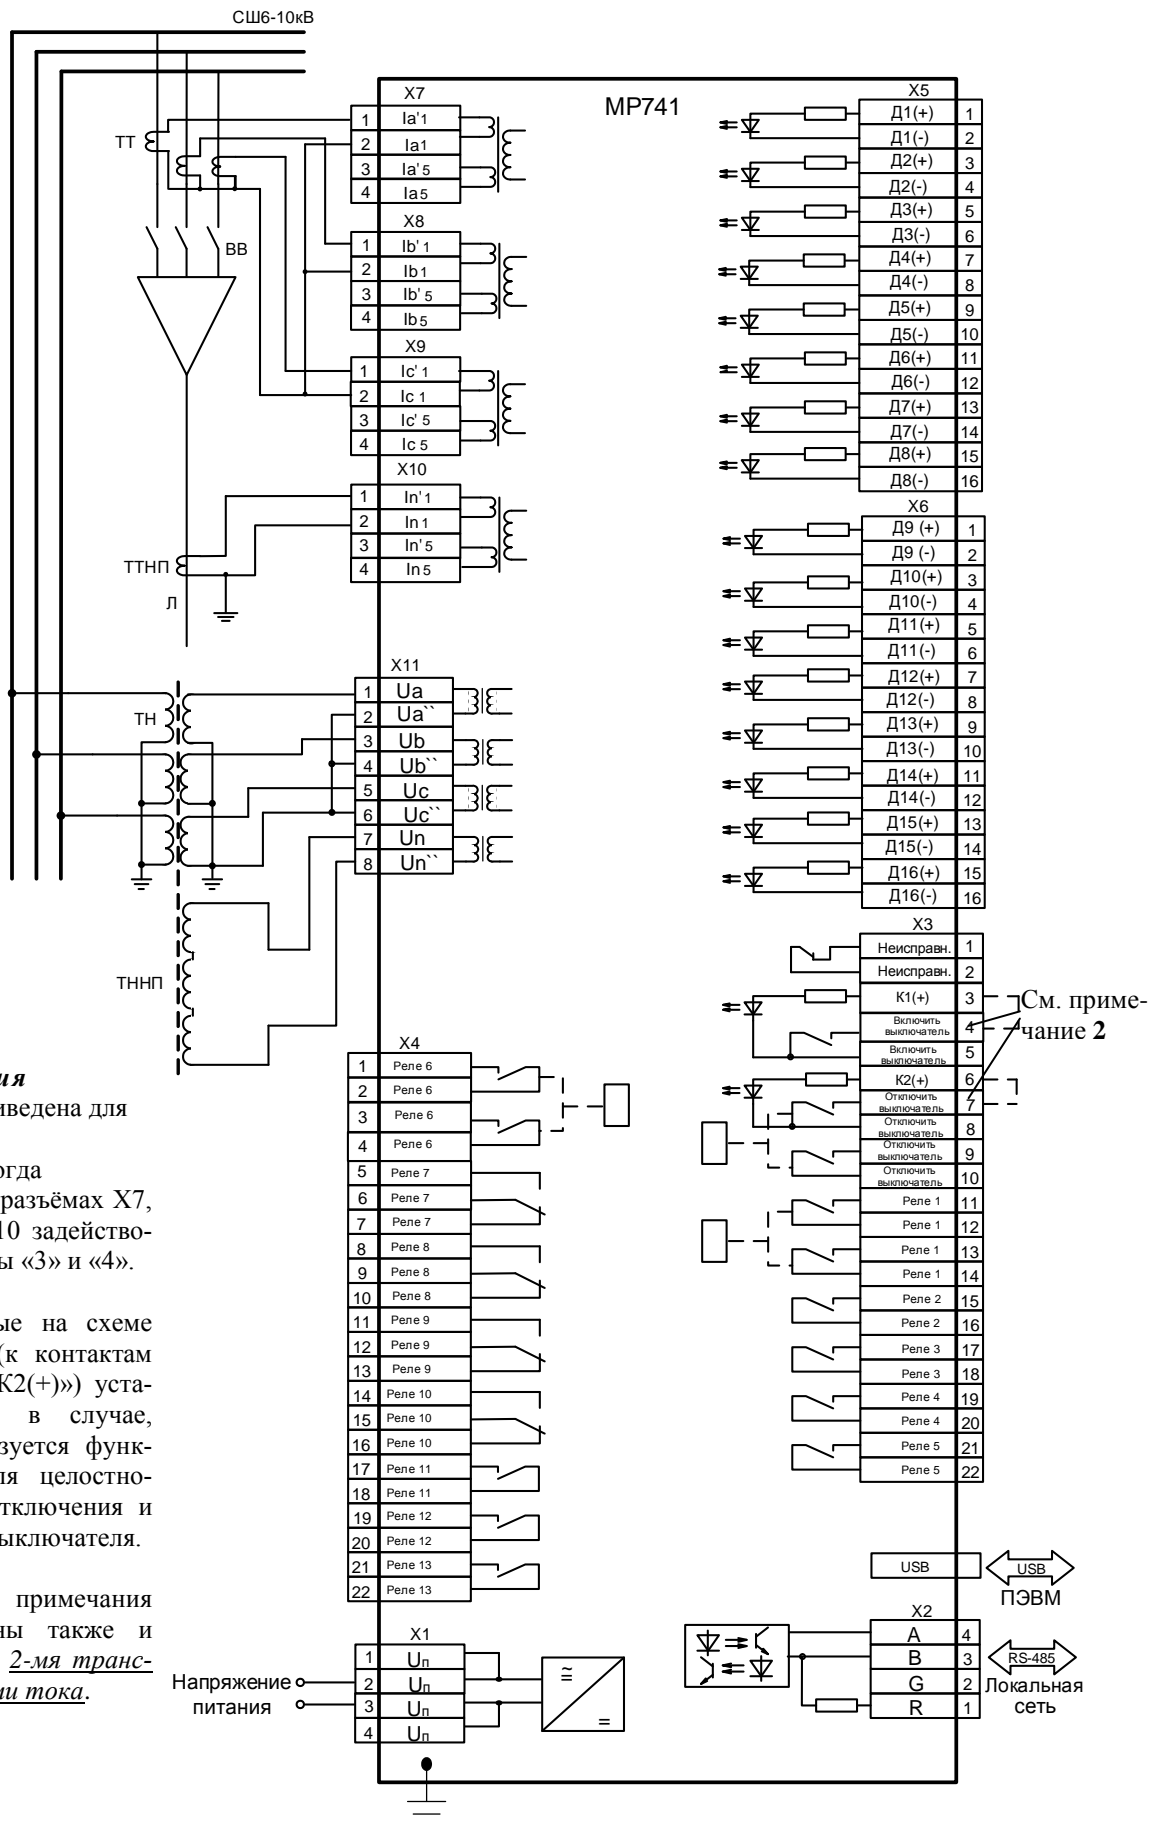 СШ6-10кВ
МР741
ТТ
ВВ
ТТНП
Л
ТН
ТННП
X7
1 Ia'1
2 Ia1
3 Ia'5
4 Ia5
X8
1 Ib'1
2 Ib1
3 Ib'5
4 Ib5
X9
1 Ic'1
2 Ic1
3 Ic'5
4 Ic5
X10
1 In'1
2 In1
3 In'5
4 In5
X11
1 Ua
2 Ua``
3 Ub
4 Ub``
5 Uc
6 Uc``
7 Un
8 Un``
X4
1 Реле 6
2 Реле 6
3 Реле 6
4 Реле 6
5 Реле 7
6 Реле 7
7 Реле 7
8 Реле 8
9 Реле 8
10 Реле 8
11 Реле 9
12 Реле 9
13 Реле 9
14 Реле 10
15 Реле 10
16 Реле 10
17 Реле 11
18 Реле 11
19 Реле 12
20 Реле 12
21 Реле 13
22 Реле 13
X1
1 Uп
2 Uп
3 Uп
4 Uп
Напряжение
питания
X5
Д1(+) 1
Д1(-) 2
Д2(+) 3
Д2(-) 4
Д3(+) 5
Д3(-) 6
Д4(+) 7
Д4(-) 8
Д5(+) 9
Д5(-) 10
Д6(+) 11
Д6(-) 12
Д7(+) 13
Д7(-) 14
Д8(+) 15
Д8(-) 16
X6
Д9 (+) 1
Д9 (-) 2
Д10(+) 3
Д10(-) 4
Д11(+) 5
Д11(-) 6
Д12(+) 7
Д12(-) 8
Д13(+) 9
Д13(-) 10
Д14(+) 11
Д14(-) 12
Д15(+) 13
Д15(-) 14
Д16(+) 15
Д16(-) 16
X3
Неисправн. 1
Неисправн. 2
К1(+) 3
Включить
выключатель 4
Включить
выключатель 5
К2(+) 6
Отключить
выключатель 7
Отключить
выключатель 8
Отключить
выключатель 9
Отключить
выключатель 10
Реле 1 11
Реле 1 12
Реле 1 13
Реле 1 14
Реле 2 15
Реле 2 16
Реле 3 17
Реле 3 18
Реле 4 19
Реле 4 20
Реле 5 21
Реле 5 22
См. приме-
чание 2
USB
USB
ПЭВМ
X2
A 4
B 3
G 2
R 1
RS-485
Локальная
сеть
ия
иведена для
огда
разъёмах X7,
10 задейство-
ы «3» и «4».
ые на схеме
(к контактам
К2(+)») уста-
в случае,
зуется функ-
ля целостно-
тключения и
ыключателя.
примечания
ны также и
2-мя транс-
ми тока.